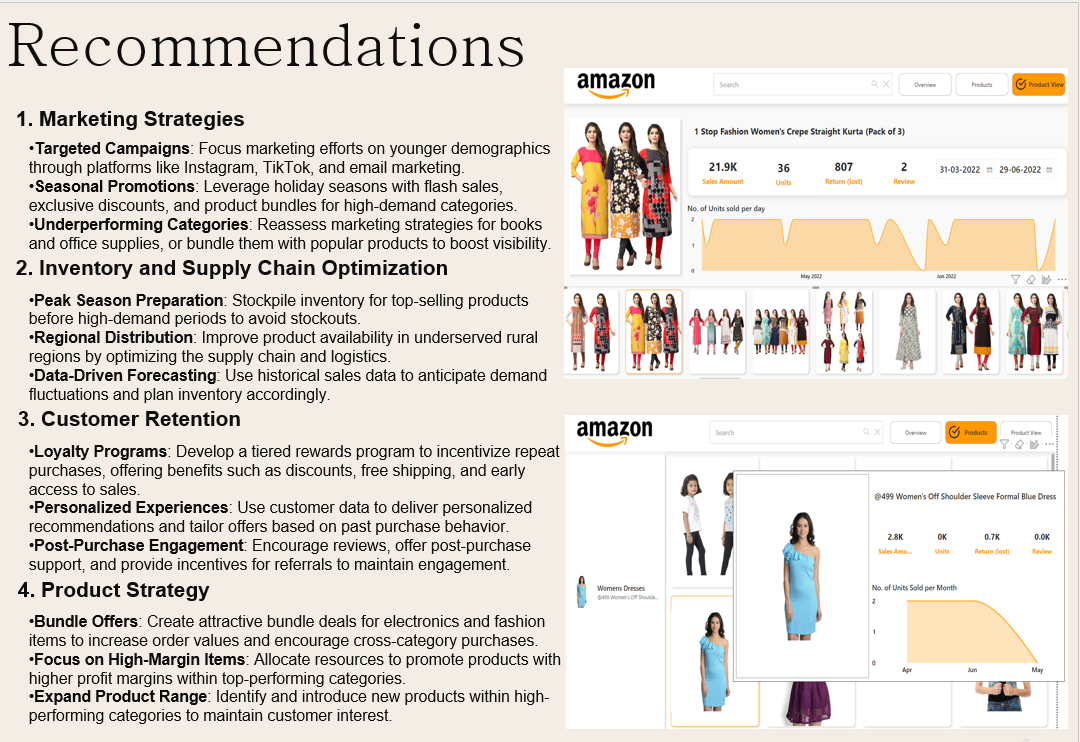 Recommendations
1. Marketing Strategies
•Targeted Campaigns: Focus marketing efforts on younger demographics
through platforms like Instagram, TikTok, and email marketing.
•Seasonal Promotions: Leverage holiday seasons with flash sales,
exclusive discounts, and product bundles for high-demand categories.
•Underperforming Categories: Reassess marketing strategies for books
and office supplies, or bundle them with popular products to boost visibility.
2. Inventory and Supply Chain Optimization
•Peak Season Preparation: Stockpile inventory for top-selling products
before high-demand periods to avoid stockouts.
•Regional Distribution: Improve product availability in underserved rural
regions by optimizing the supply chain and logistics.
•Data-Driven Forecasting: Use historical sales data to anticipate demand
fluctuations and plan inventory accordingly.
3. Customer Retention
•Loyalty Programs: Develop a tiered rewards program to incentivize repeat
purchases, offering benefits such as discounts, free shipping, and early
access to sales.
•Personalized Experiences: Use customer data to deliver personalized
recommendations and tailor offers based on past purchase behavior.
•Post-Purchase Engagement: Encourage reviews, offer post-purchase
support, and provide incentives for referrals to maintain engagement.
4. Product Strategy
•Bundle Offers: Create attractive bundle deals for electronics and fashion
items to increase order values and encourage cross-category purchases.
•Focus on High-Margin Items: Allocate resources to promote products with
higher profit margins within top-performing categories.
•Expand Product Range: Identify and introduce new products within high-
performing categories to maintain customer interest.
amazon
Search
Overview
Products
Product View
1 Stop Fashion Women's Crepe Straight Kurta (Pack of 3)
21.9K 36 807 2
Sales Amount Units Return (lost) Review
31-03-2022 29-06-2022
No. of Units sold per day
2
1
0
May 2022 Jun 2022
amazon
Search
Overview
Products
Product View
Womens Dresses
@499 Women's Off Shoulde...
@499 Women's Off Shoulder Sleeve Formal Blue Dress
2.8K 0K 0.7K 0.0K
Sales Amo... Units Return (lost) Review
No. of Units Sold per Month
2
1
0
Apr Jun May